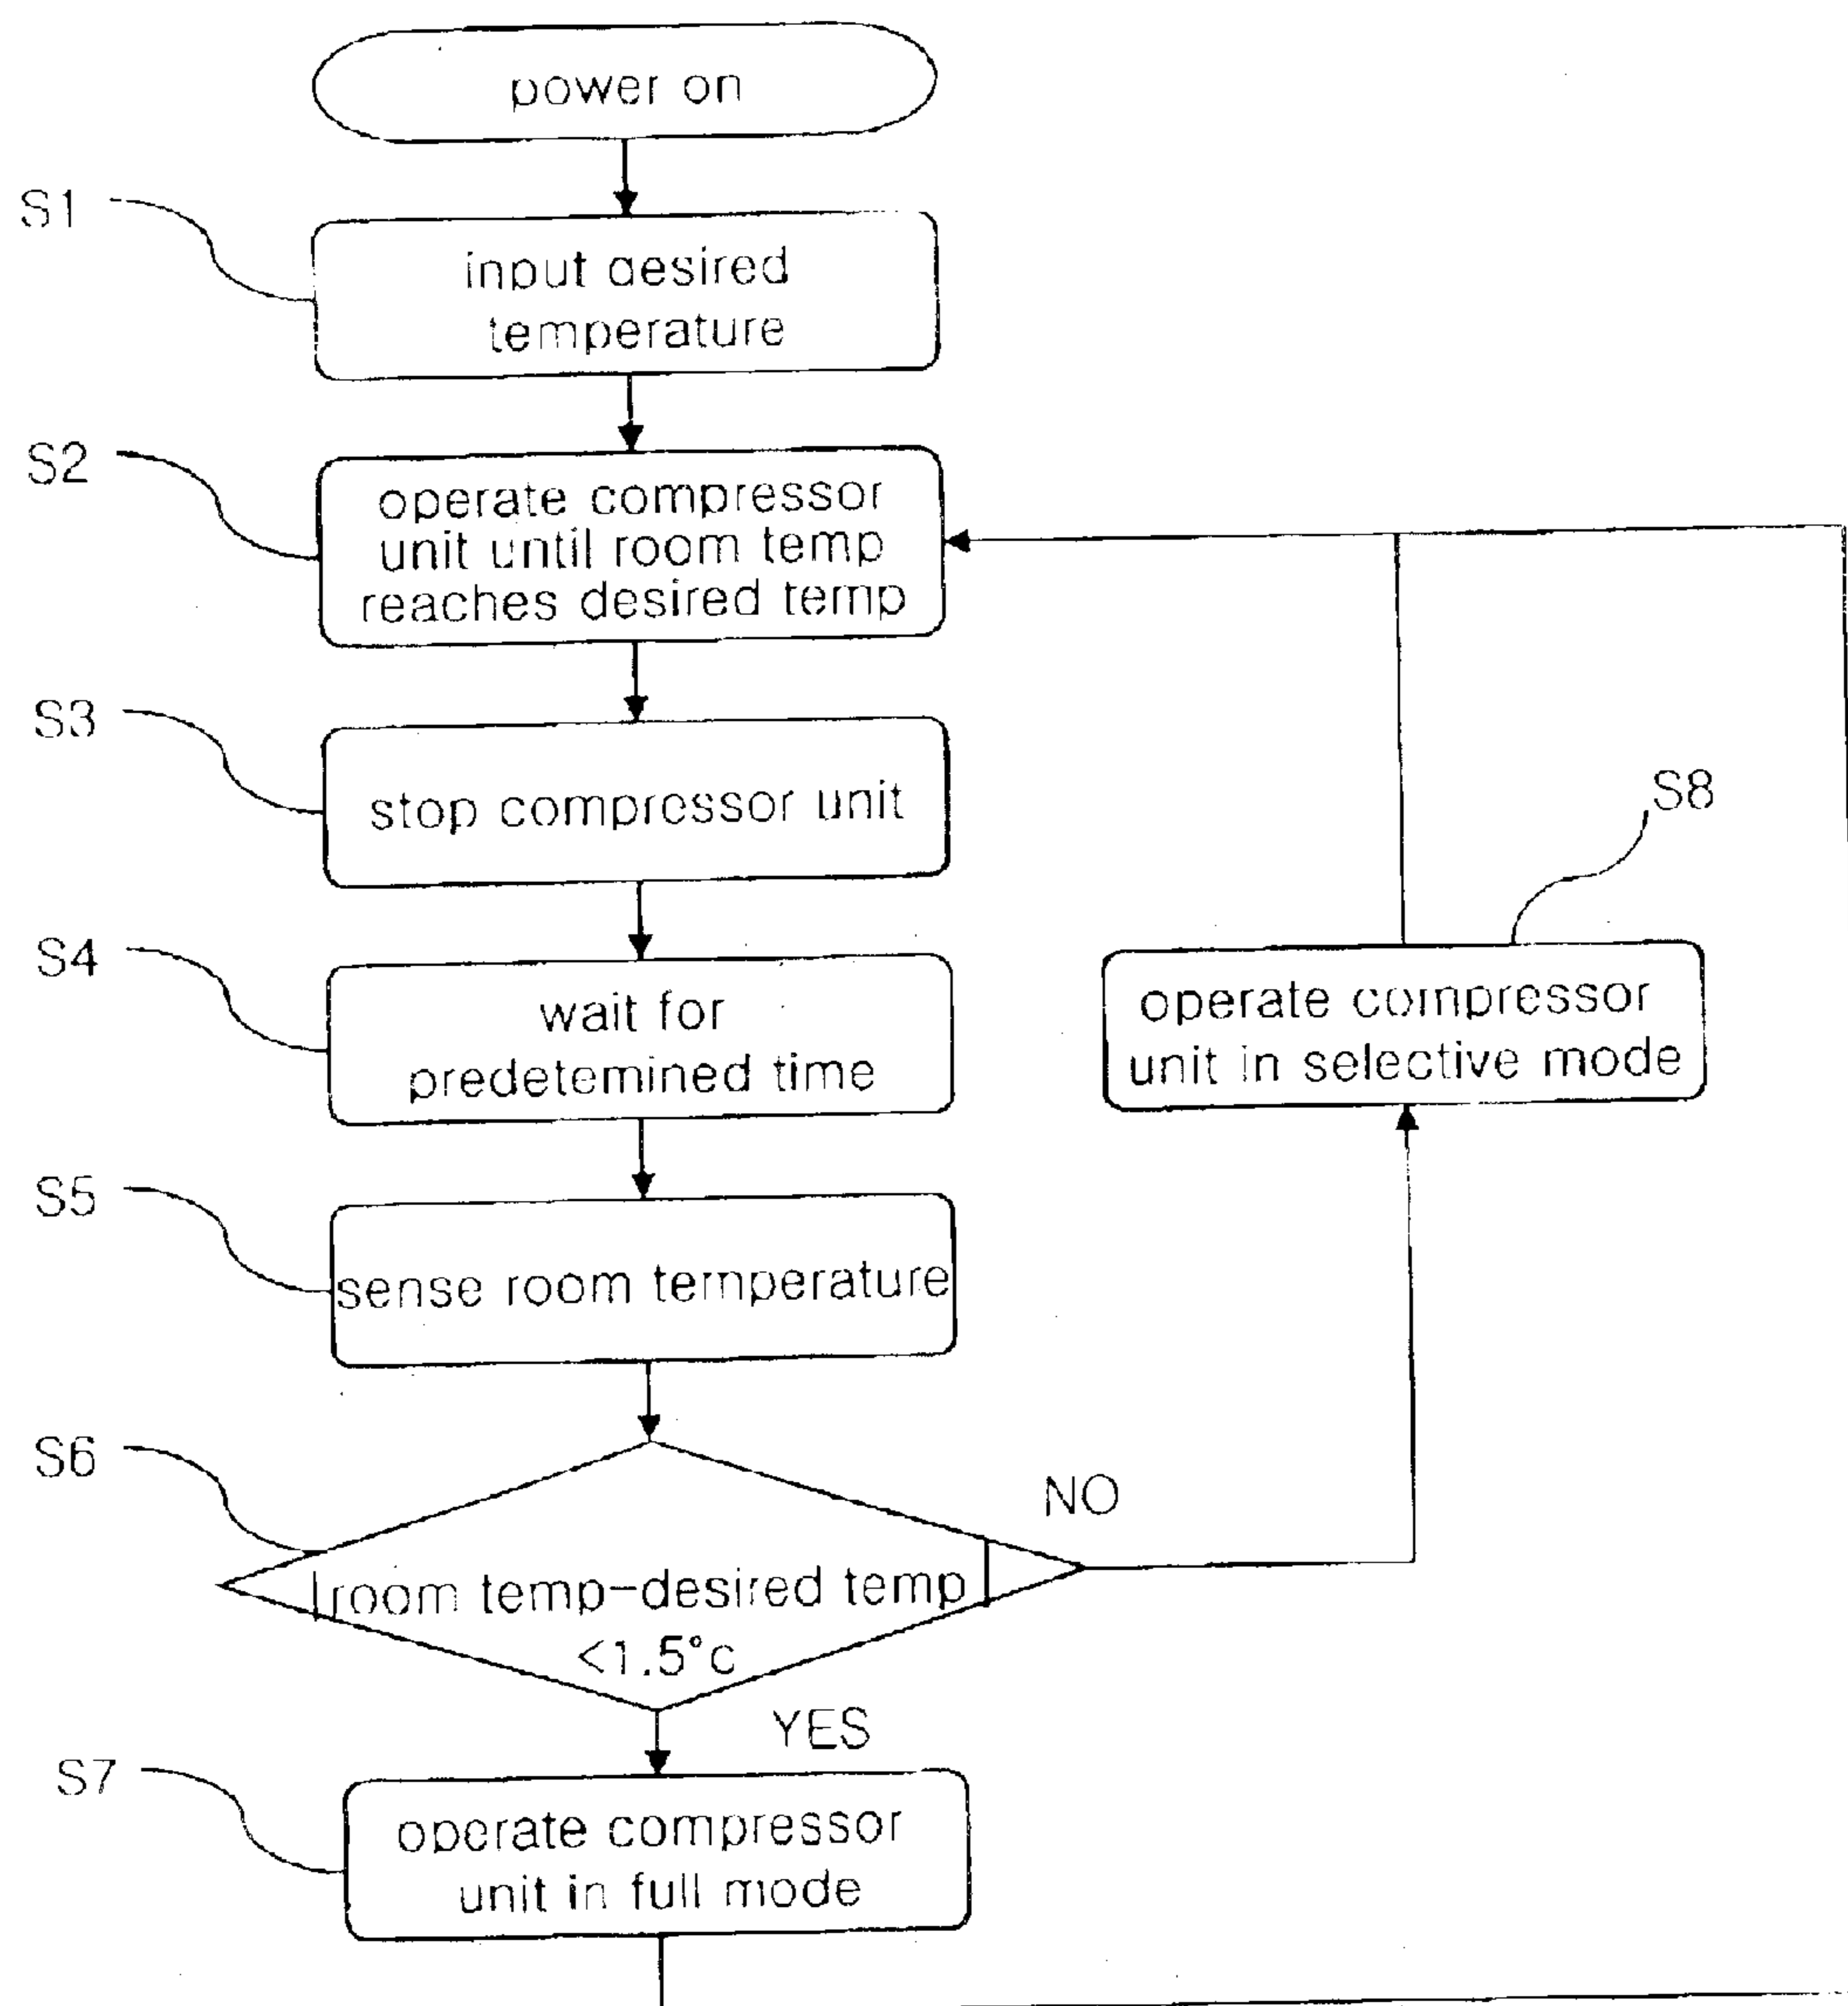 power on
S1
input desired
temperature
S2
operate compressor
unit until room temp
reaches desired temp
S3
stop compressor unit
S8
S4
wait for
predetemined time
operate compressor
unit in selective mode
S5
sense room temperature
S6
NO
|room temp-desired temp|
<1.5°c
YES
S7
operate compressor
unit in full mode